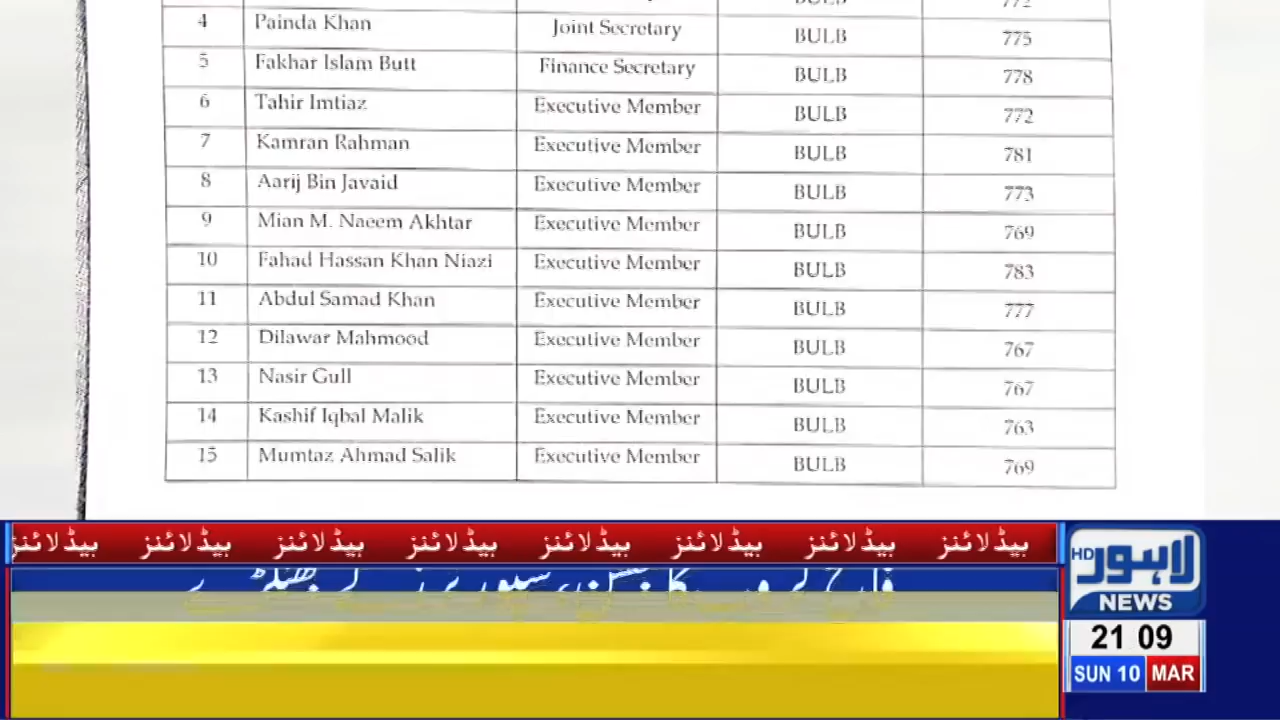 772
4 Painda Khan Joint Secretary BULB 775
5 Fakhar Islam Butt Finance Secretary BULB 778
6 Tahir Imtiaz Executive Member BULB 772
7 Kamran Rahman Executive Member BULB 781
8 Aarij Bin Javaid Executive Member BULB 773
9 Mian M. Naeem Akhtar Executive Member BULB 769
10 Fahad Hassan Khan Niazi Executive Member BULB 783
11 Abdul Samad Khan Executive Member BULB 777
12 Dilawar Mahmood Executive Member BULB 767
13 Nasir Gull Executive Member BULB 767
14 Kashif Iqbal Malik Executive Member BULB 763
15 Mumtaz Ahmad Salik Executive Member BULB 769
ہیڈلائنز ہیڈلائنز ہیڈلائنز ہیڈلائنز ہیڈلائنز ہیڈلائنز ہیڈلائنز ہیڈلائنز
HD لاہور
NEWS
21 09
SUN 10 MAR